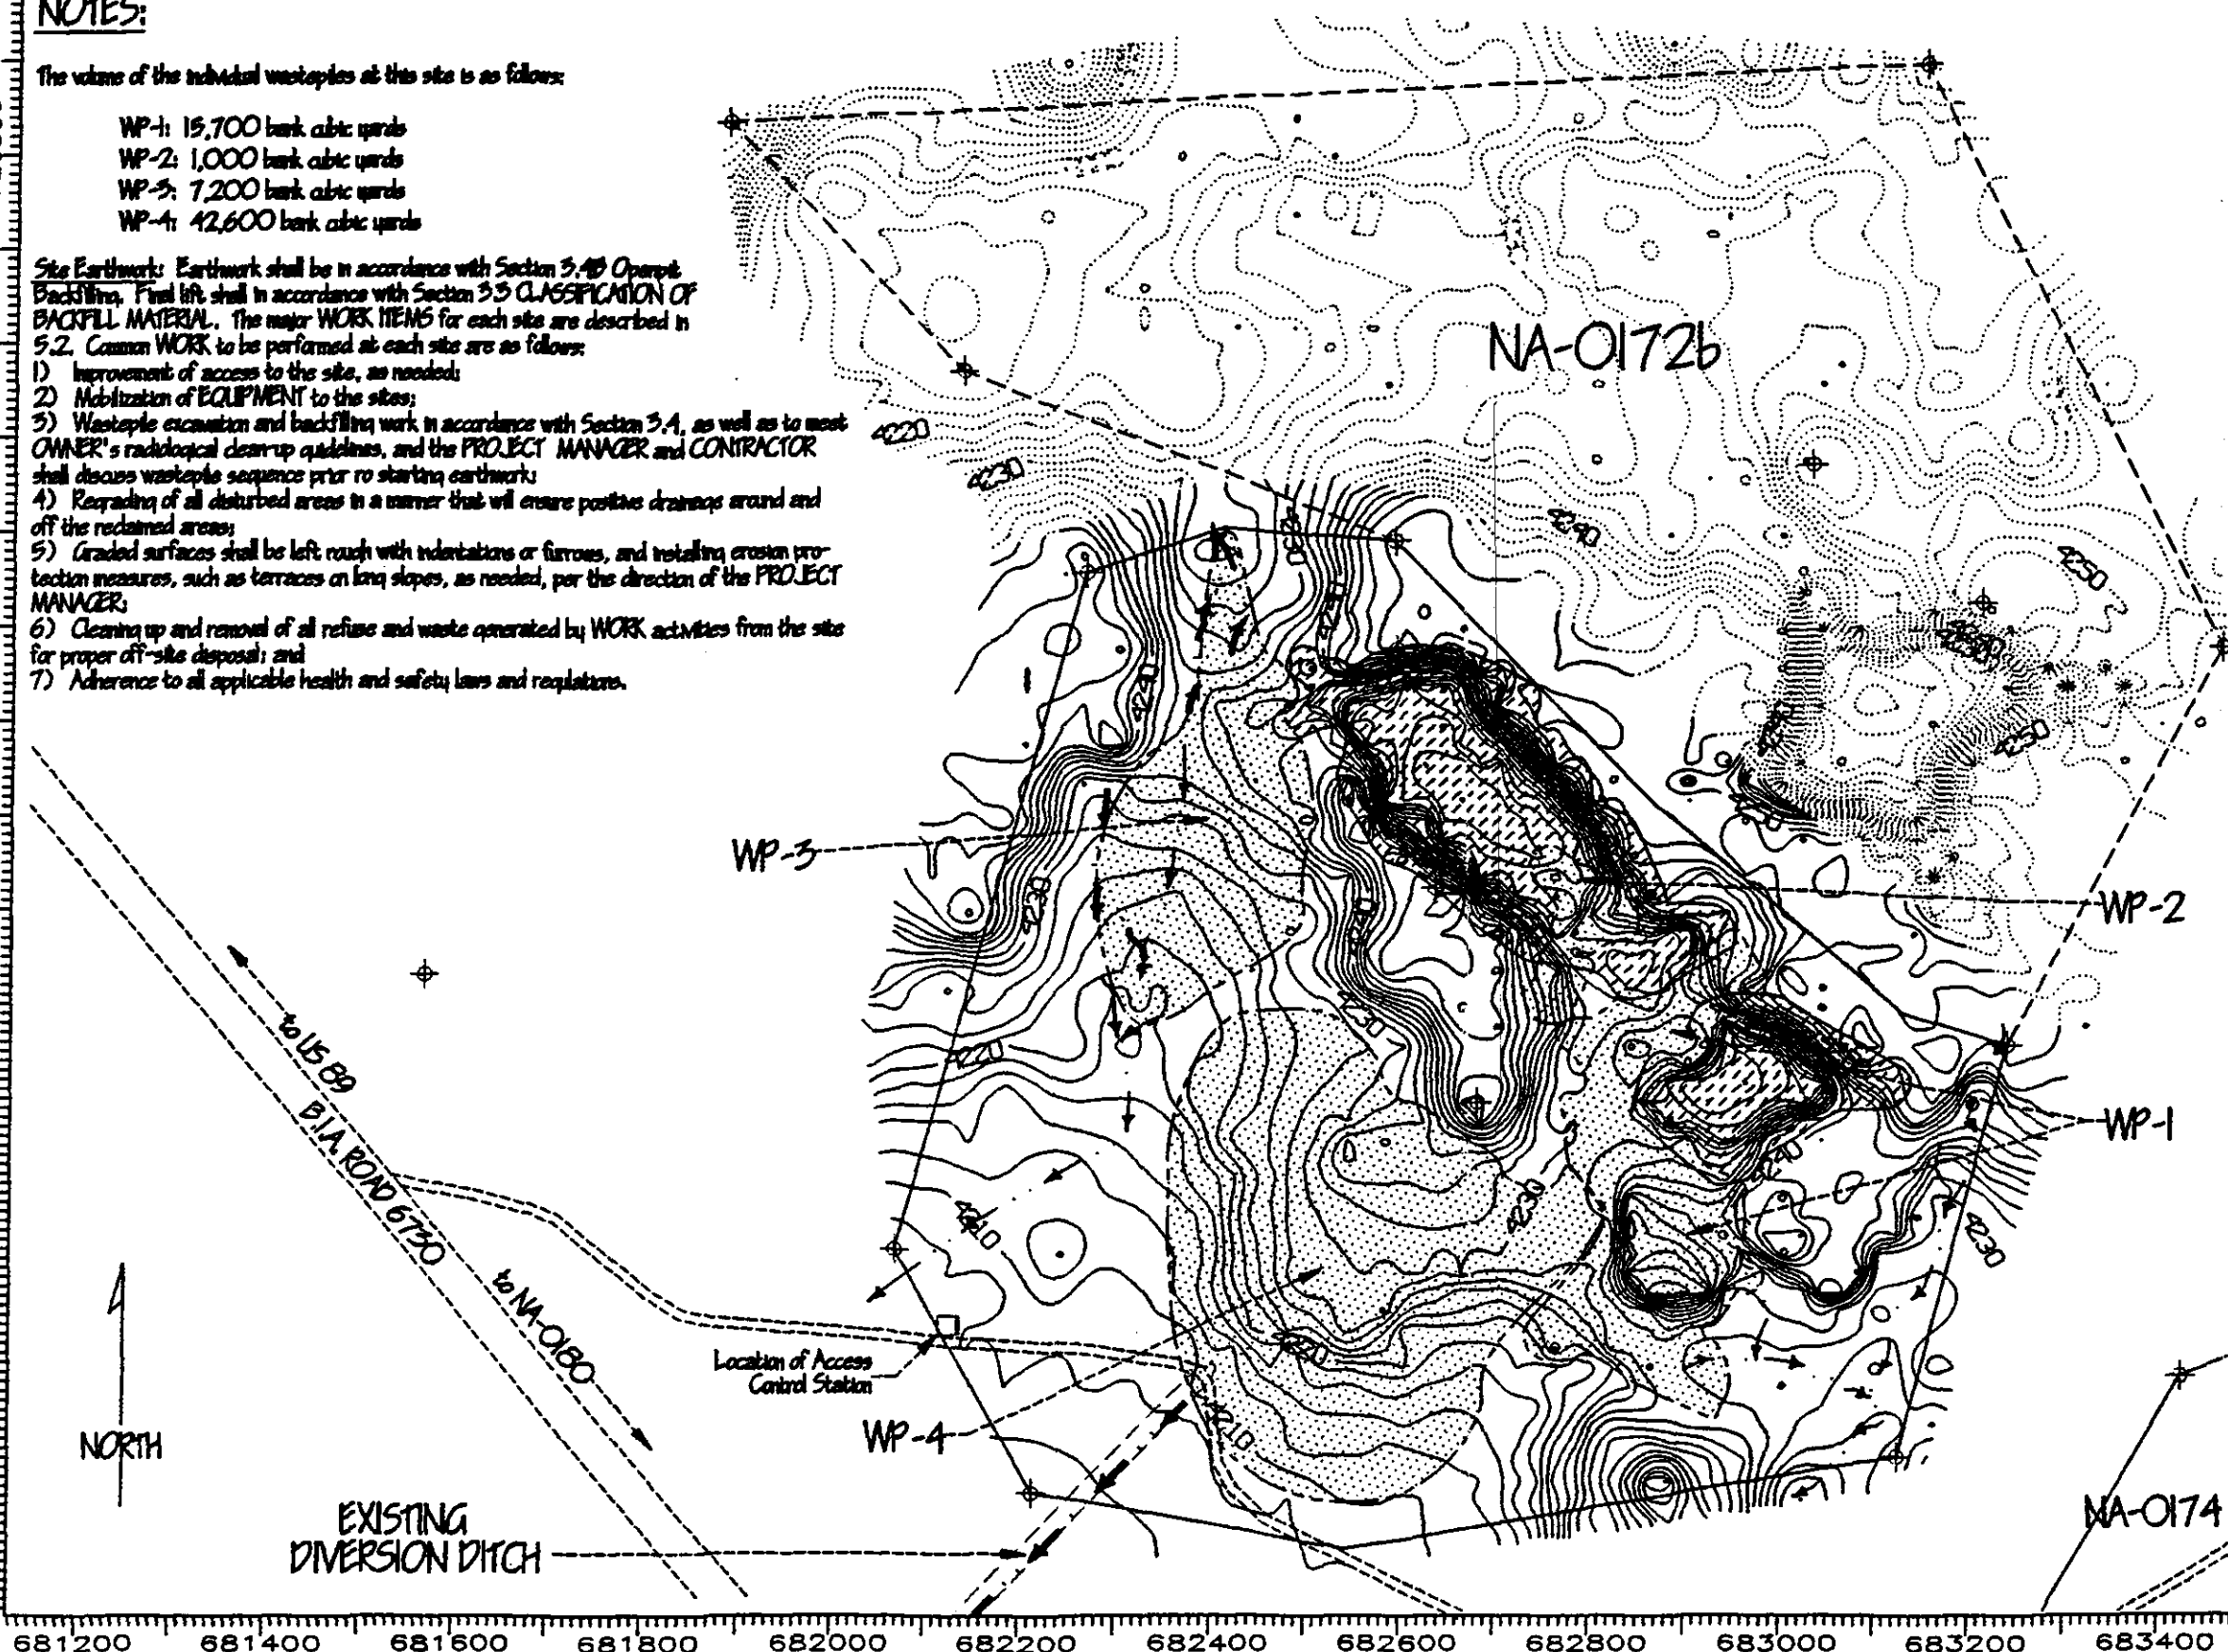 NOTES:
The volume of the individual wastepiles at this site is as follows:
WP-1: 15,700 bank cubic yards
WP-2: 1,000 bank cubic yards
WP-3: 7,200 bank cubic yards
WP-4: 42,600 bank cubic yards
Site Earthwork: Earthwork shall be in accordance with Section 3.4B Openpit
Backfilling. Final lift shall in accordance with Section 3.3 CLASSIFICATION OF
BACKFILL MATERIAL. The major WORK ITEMS for each site are described in
5.2. Common WORK to be performed at each site are as follows:
1) Improvement of access to the site, as needed;
2) Mobilization of EQUIPMENT to the sites;
3) Wastepile excavation and backfilling work in accordance with Section 3.4, as well as to meet
OWNER's radiological clean-up guidelines, and the PROJECT MANAGER and CONTRACTOR
shall discuss wastepile sequence prior ro starting earthwork;
4) Regrading of all disturbed areas in a manner that will ensure positive drainage around and
off the reclaimed areas;
5) Graded surfaces shall be left rough with indentations or furrows, and installing erosion pro-
tection measures, such as terraces on long slopes, as needed, per the direction of the PROJECT
MANAGER;
6) Cleaning up and removal of all refuse and waste generated by WORK activities from the site
for proper off-site disposal; and
7) Adherence to all applicable health and safety laws and regulations.
NA-0172b
4220
4230
4240
4250
4240
4250
4240
4230
WP-3
WP-2
4240
4230
4220
to US 89
B.I.A. ROAD 6730
to NA-0180
WP-1
4240
4210
4230
4230
4220
Location of Access
Control Station
WP-4
4210
NORTH
EXISTING
DIVERSION DITCH
NA-0174
681200 681400 681600 681800 682000 682200 682400 682600 682800 683000 683200 683400